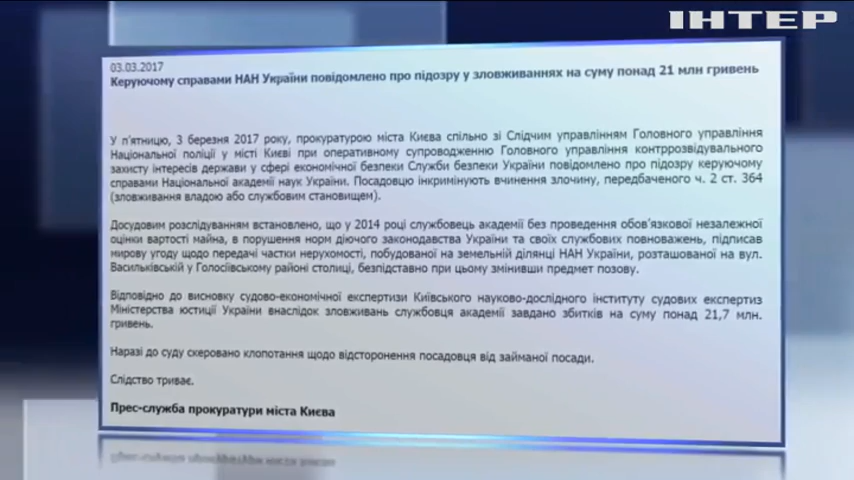 ІНТЕР
03.03.2017
Керуючому справами НАН України повідомлено про підозру у зловживаннях на суму понад 21 млн гривень
У п'ятницю, 3 березня 2017 року, прокуратурою міста Києва спільно зі Слідчим управлінням Головного управління
Національної поліції у місті Києві при оперативному супроводженню Головного управління контррозвідувального
захисту інтересів держави у сфері економічної безпеки Служби безпеки України повідомлено про підозру керуючому
справами Національної академії наук України. Посадовцю інкримінують вчинення злочину, передбаченого ч. 2 ст. 364
(зловживання владою або службовим становищем).
Досудовим розслідуванням встановлено, що у 2014 році службовець академії без проведення обов'язкової незалежної
оцінки вартості майна, в порушення норм діючого законодавства України та своїх службових повноважень, підписав
мирову угоду щодо передачі частки нерухомості, побудованої на земельній ділянці НАН України, розташованої на вул.
Васильківській у Голосіївському районі столиці, безпідставно при цьому змінивши предмет позову.
Відповідно до висновку судово-економічної експертизи Київського науково-дослідного інституту судових експертиз
Міністерства юстиції України внаслідок зловживань службовця академії завдано збитків на суму понад 21,7 млн.
гривень.
Наразі до суду скеровано клопотання щодо відсторонення посадовця від займаної посади.
Слідство триває.
Прес-служба прокуратури міста Києва